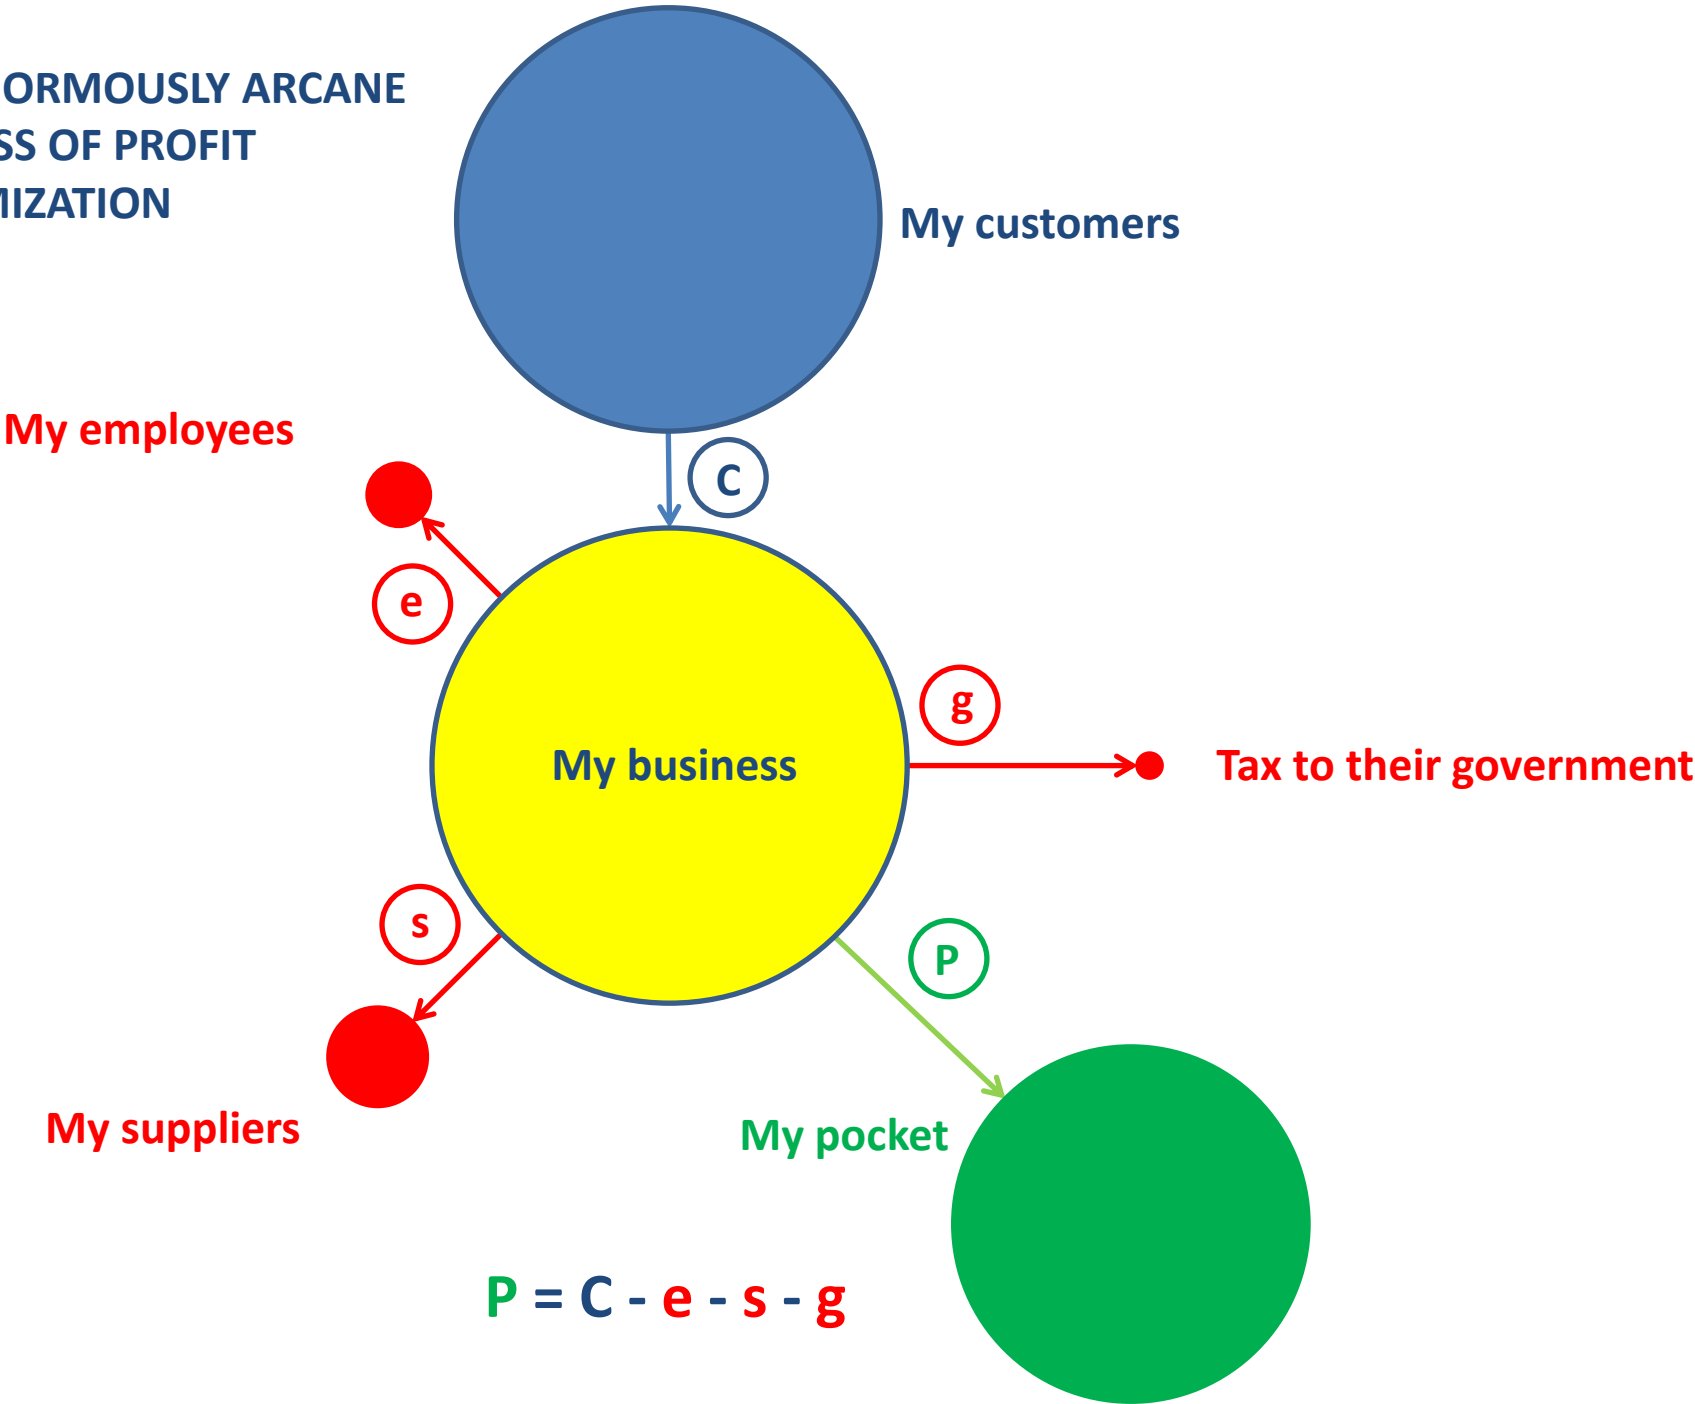 ORMOUSLY ARCANE
SS OF PROFIT
MIZATION
My customers
My employees
C
e
g
My business
Tax to their government
s
P
My suppliers
My pocket
P = C - e - s - g